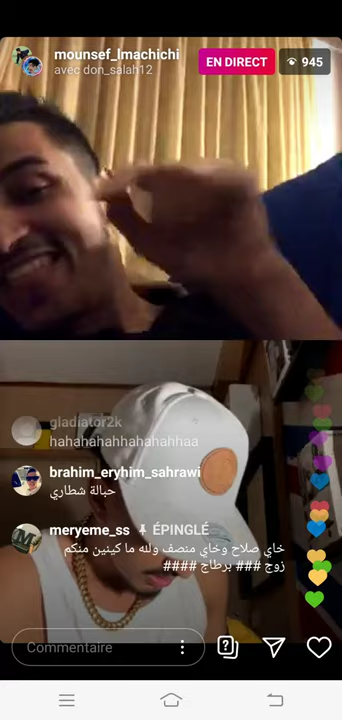 mounsef_lmachichi
avec don_salah12
EN DIRECT
945
gladiator2k
hahahahahhahahahhaa
brahim_eryhim_sahrawi
حبالة شطاري
meryeme_ss ÉPINGLÉ
خاي صلاح وخاي منصف ولله ما كينين منكم
زوج ### برطاج ####
Commentaire